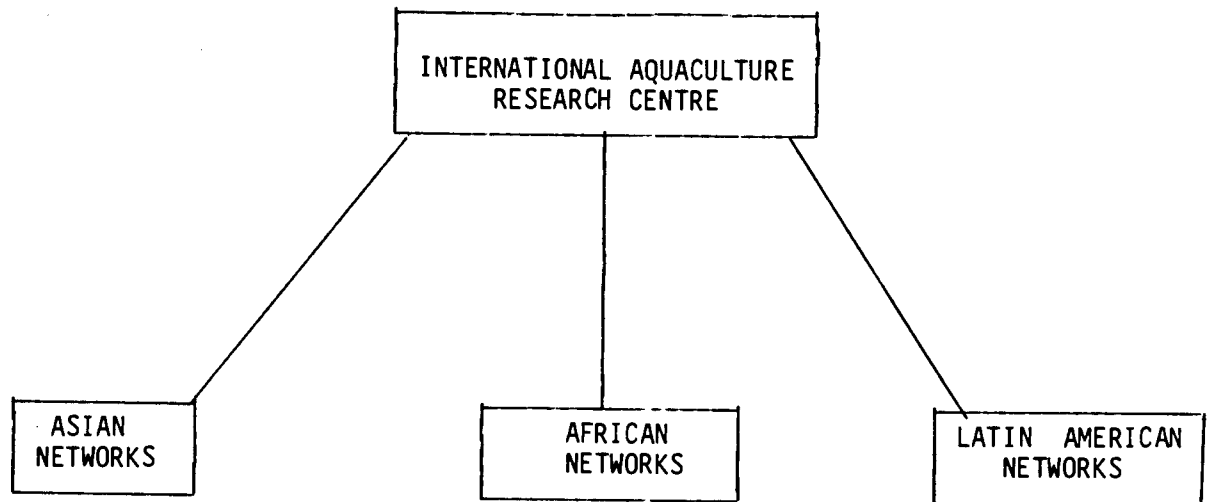 INTERNATIONAL AQUACULTURE
RESEARCH CENTRE
ASIAN
NETWORKS
AFRICAN
NETWORKS
LATIN AMERICAN
NETWORKS